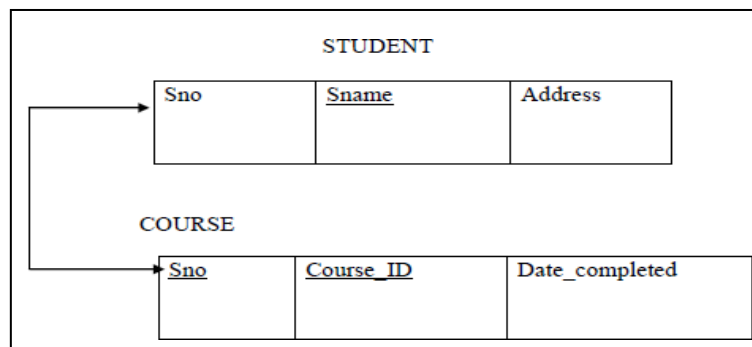 STUDENT
Sno Sname Address
COURSE
Sno Course_ID Date_completed